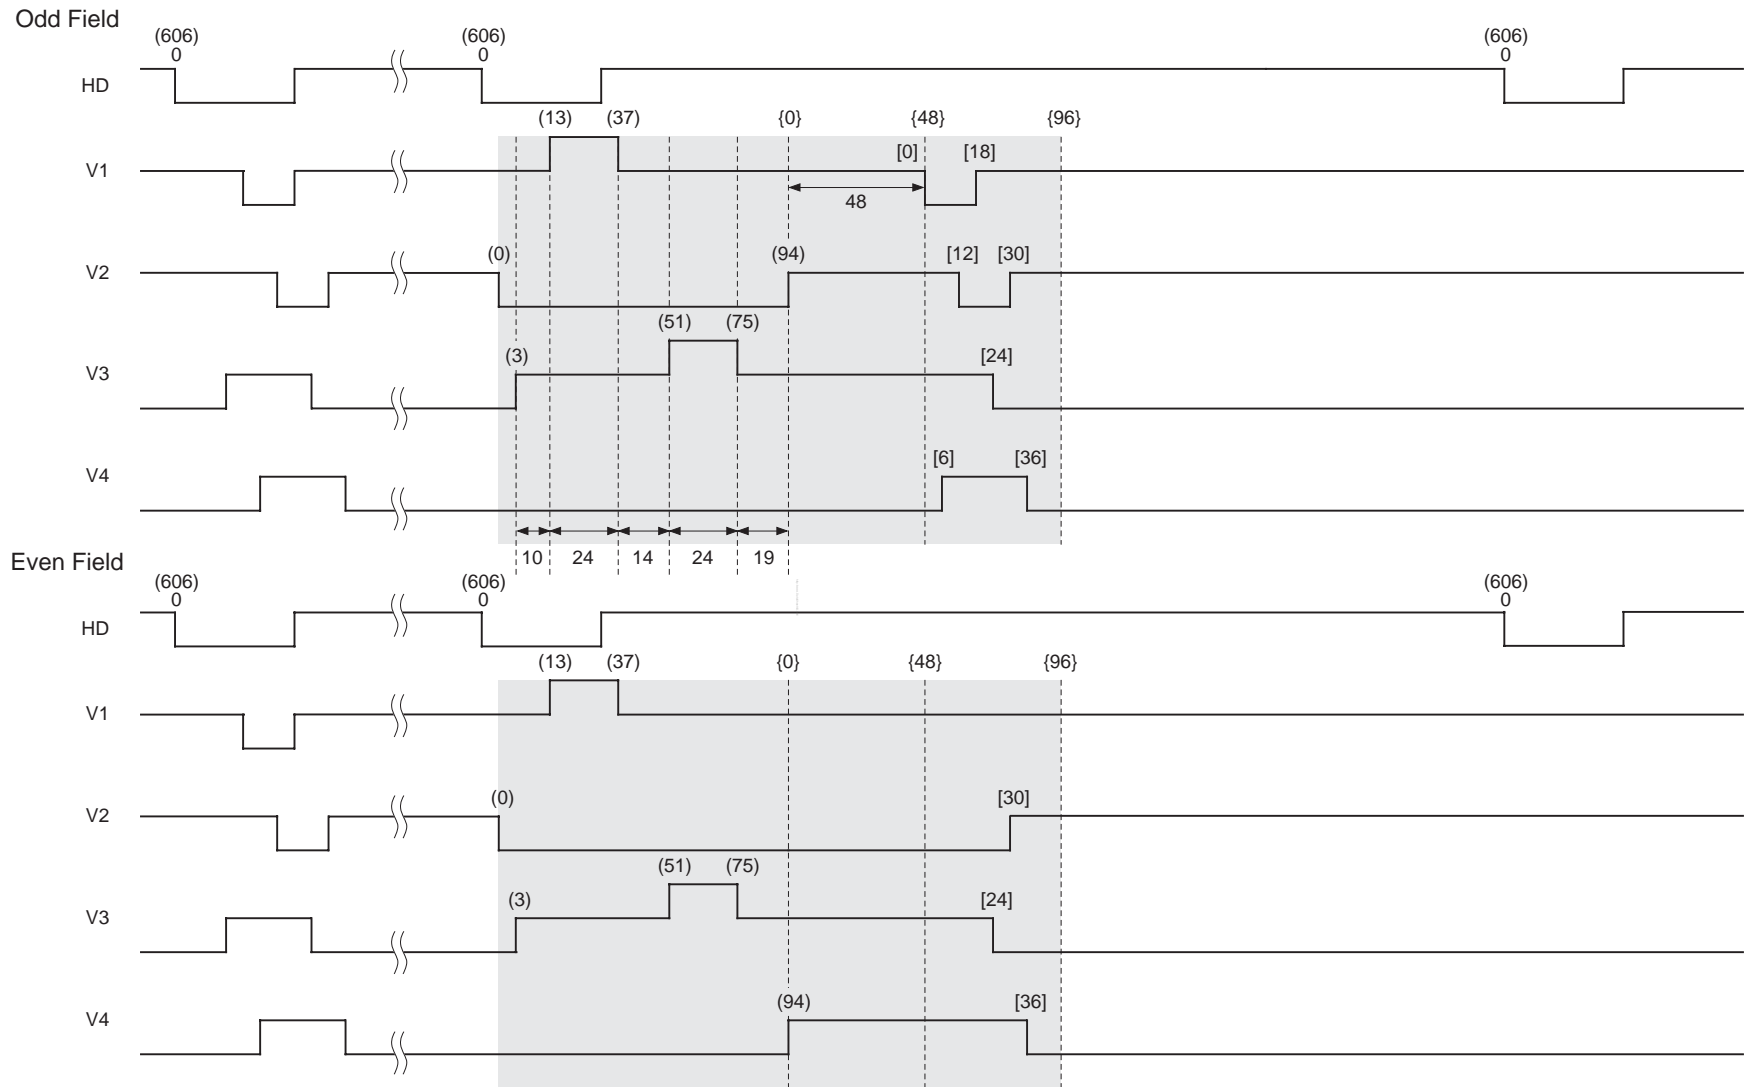 Odd Field
(606) (606) (606)
0 0 0
HD
(13) (37) {0} {48} {96}
[0] [18]
V1
48
(0) (94) [12] [30]
V2
(51) (75)
(3) [24]
V3
[6] [36]
V4
10 24 14 24 19
Even Field
(606) (606) (606)
0 0 0
HD
(13) (37) {0} {48} {96}
V1
(0) [30]
V2
(51) (75)
(3) [24]
V3
(94) [36]
V4